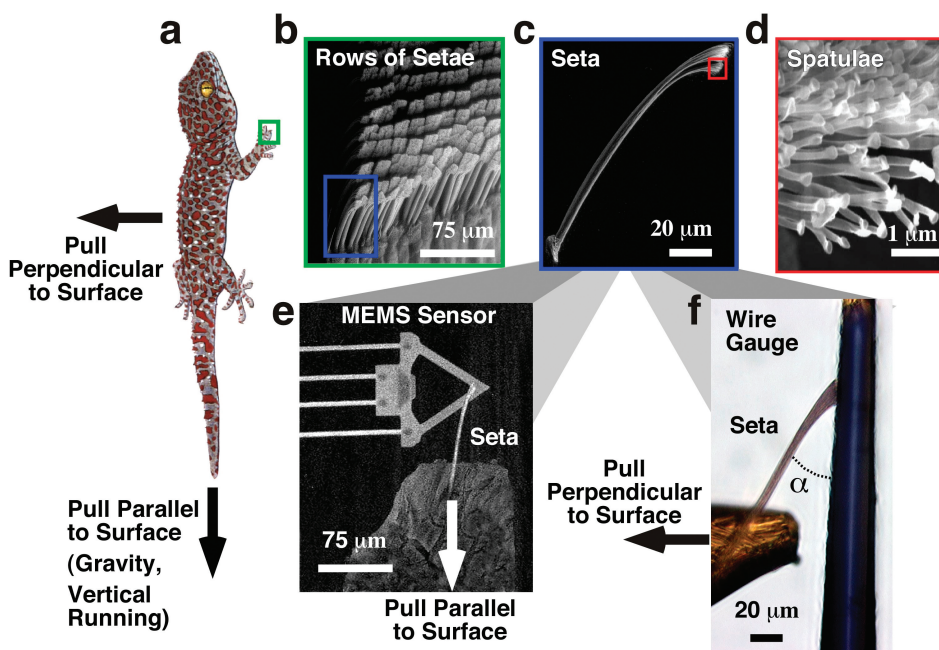 a
Pull
Perpendicular
to Surface
Pull Parallel
to Surface
(Gravity,
Vertical
Running)
b
Rows of Setae
75 μm
c
Seta
20 μm
d
Spatulae
1 μm
e
MEMS Sensor
Seta
75 μm
Pull Parallel
to Surface
f
Wire
Gauge
Seta
α
Pull
Perpendicular
to Surface
20 μm